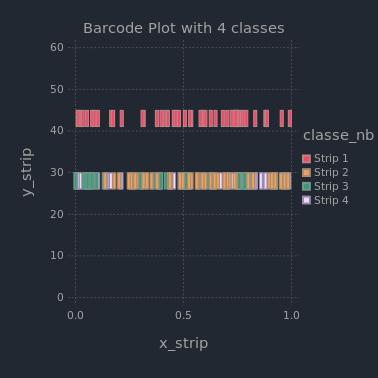 Barcode Plot with 4 classes
60
50
40
30
20
10
0
y_strip
0.0
0.5
1.0
x_strip
classe_nb
Strip 1
Strip 2
Strip 3
Strip 4